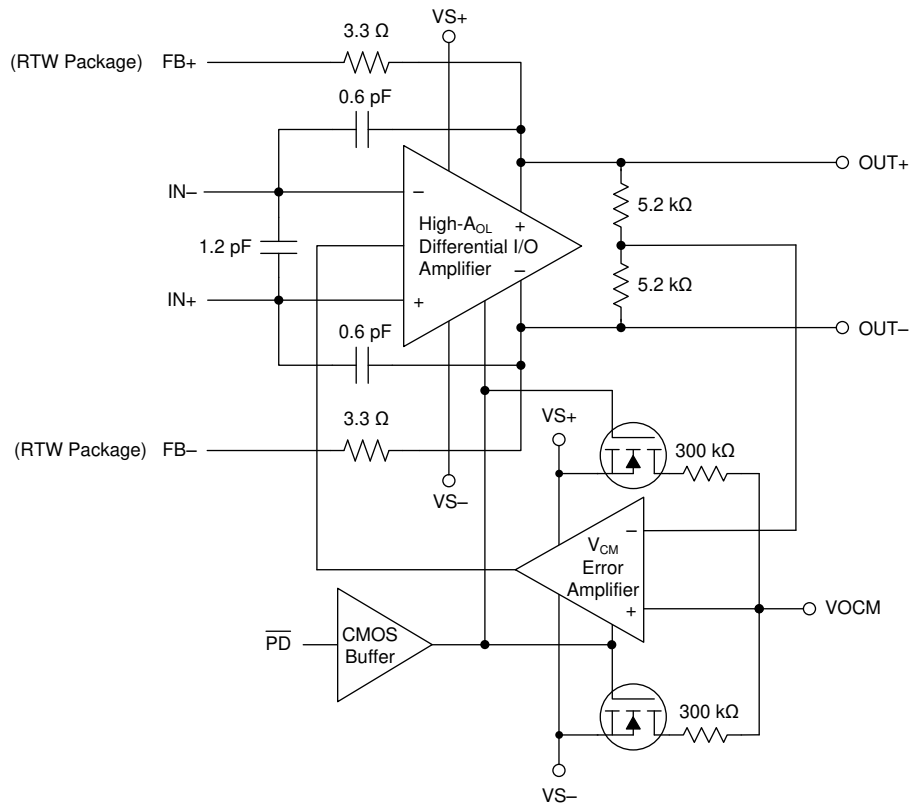 VS+
3.3 Ω
(RTW Package) FB+
0.6 pF
OUT+
IN–
–
5.2 kΩ
High-AOL
Differential I/O
Amplifier
+
–
1.2 pF
5.2 kΩ
IN+
+
OUT–
0.6 pF
3.3 Ω
VS+
300 kΩ
(RTW Package) FB–
VS–
–
VCM
Error
Amplifier
+
VOCM
PD
CMOS
Buffer
300 kΩ
VS–